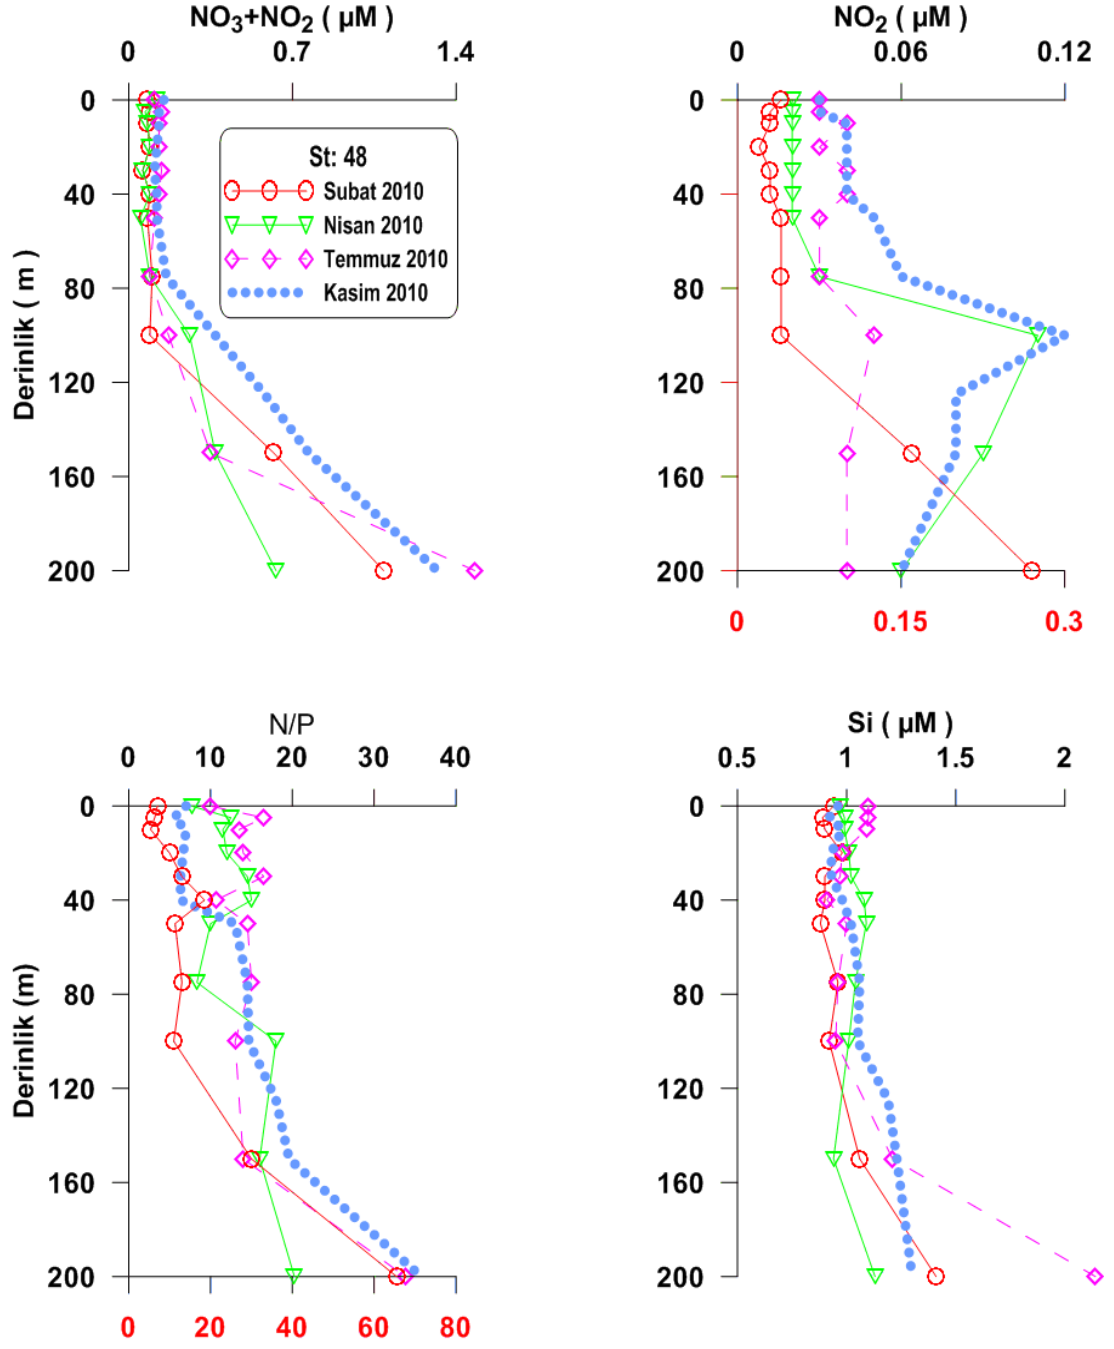 NO3+NO2 ( µM )
0 0.7 1.4
0
40
80
120
160
200
Derinlik ( m )
St: 48
Subat 2010
Nisan 2010
Temmuz 2010
Kasim 2010
NO2 ( µM )
0 0.06 0.12
0
40
80
120
160
200
0 0.15 0.3
N/P
0 10 20 30 40
0
40
80
120
160
200
Derinlik (m)
0 20 40 60 80
Si ( µM )
0.5 1 1.5 2
0
40
80
120
160
200